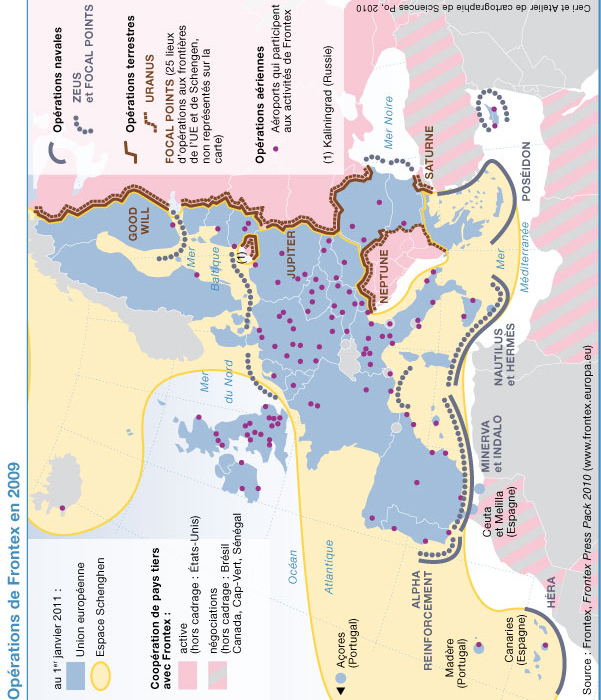 Opérations de Frontex en 2009
au 1er janvier 2011 :
Union européenne
Espace Schenghen
Coopération de pays tiers
avec Frontex :
active
(hors cadrage : États-Unis)
négociations
(hors cadrage : Brésil
Canada, Cap-Vert, Sénégal
Opérations navales
ZEUS
et FOCAL POINTS
Opérations terrestres
URANUS
FOCAL POINTS (25 lieux
d'opérations aux frontières
de l'UE et de Schengen,
non représentés sur la
carte)
Opérations aériennes
Aéroports qui participent
aux activités de Frontex
(1) Kaliningrad (Russie)
GOOD
WILL
Mer
Baltique
(1)
JUPITER
Mer
du Nord
NEPTUNE
Mer Noire
SATURNE
POSÉIDON
Mer
Méditerranée
NAUTILUS
et HERMÈS
MINERVA
et INDALO
Ceuta
et Melilla
(Espagne)
Océan
Atlantique
ALPHA
REINFORCEMENT
HÉRA
Açores
(Portugal)
Madère
(Portugal)
Canaries
(Espagne)
Source : Frontex, Frontex Press Pack 2010 (www.frontex.europa.eu)
Cerf et Atelier de cartographie de Sciences Po, 2010